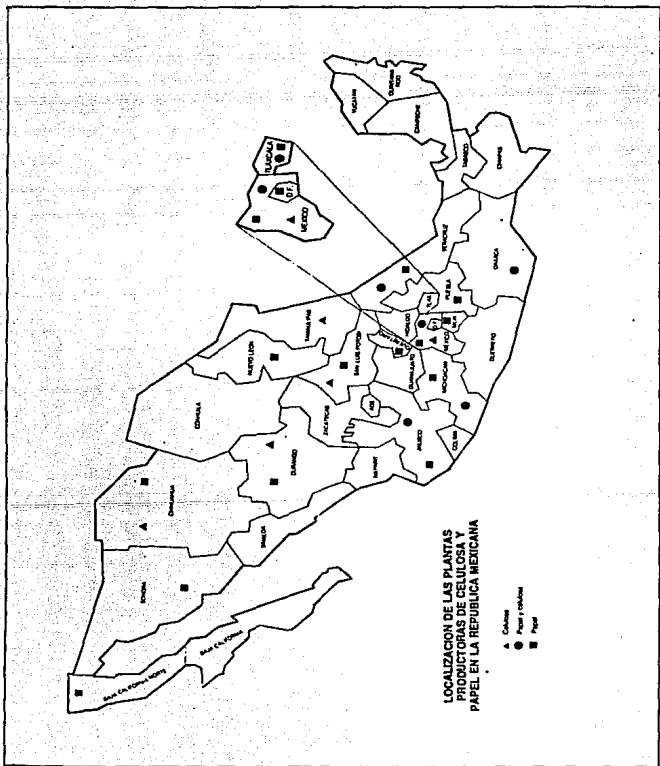 LOCALIZACION DE LAS PLANTAS
PRODUCTORAS DE CELULOSA Y
PAPEL EN LA REPUBLICA MEXICANA
Celulosa
Papel y celulosa
Papel
BAJA CALIFORNIA NORTE
BAJA CALIFORNIA
SONORA
CHIHUAHUA
COAHUILA
NUEVO LEON
TAMAULIPAS
SINALOA
DURANGO
ZACATECAS
SAN LUIS POTOSI
NAYARIT
AGS
JALISCO
GUANAJUATO
HIDALGO
COLIMA
MICHOACAN
MEXICO
D.F.
TLAX.
MOR
PUEBLA
VERACRUZ
GUERRERO
OAXACA
TABASCO
CHIAPAS
CAMPECHE
YUCATAN
QUINTANA
ROO
TLAXCALA
D.F.
MEXICO